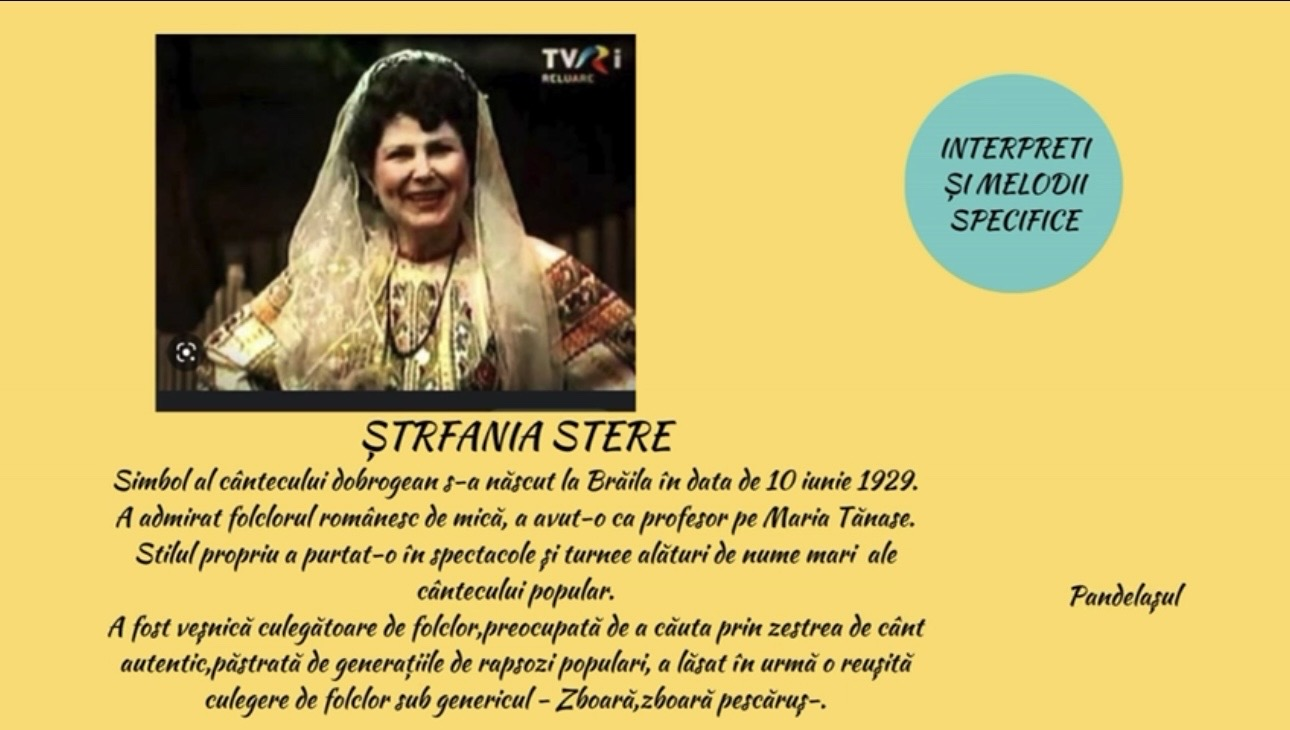 TVRi
RELUARE
INTERPRETI
ȘI MELODII
SPECIFICE
ȘTRFANIA STERE
Simbol al cântecului dobrogean s-a născut la Brăila în data de 10 iunie 1929.
A admirat folclorul românesc de mică, a avut-o ca profesor pe Maria Tănase.
Stilul propriu a purtat-o în spectacole și turnee alături de nume mari ale
cântecului popular.
A fost veșnică culegătoare de folclor,preocupată de a căuta prin zestrea de cânt
autentic,păstrată de generațiile de rapsozi populari, a lăsat în urmă o reușită
culegere de folclor sub genericul - Zboară,zboară pescăruș-.
Pandelașul